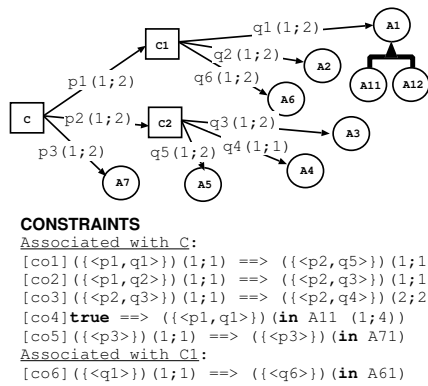 q1(1;2)
A1
C1
q2(1;2)
A2
A11
A12
p1(1;2)
q6(1;2)
A6
C
p2(1;2)
C2
q3(1;2)
A3
p3(1;2)
q5(1;2)
q4(1;1)
A7
A5
A4
CONSTRAINTS
Associated with C:
[co1]({<p1,q1>})(1;1) ==> ({<p2,q5>})(1;1
[co2]({<p1,q2>})(1;1) ==> ({<p2,q3>})(1;1
[co3]({<p2,q3>})(1;1) ==> ({<p2,q4>})(2;2
[co4]true ==> ({<p1,q1>})(in A11 (1;4))
[co5]({<p3>})(1;1) ==> ({<p3>})(in A71)
Associated with C1:
[co6]({<q1>})(1;1) ==> ({<q6>})(in A61)